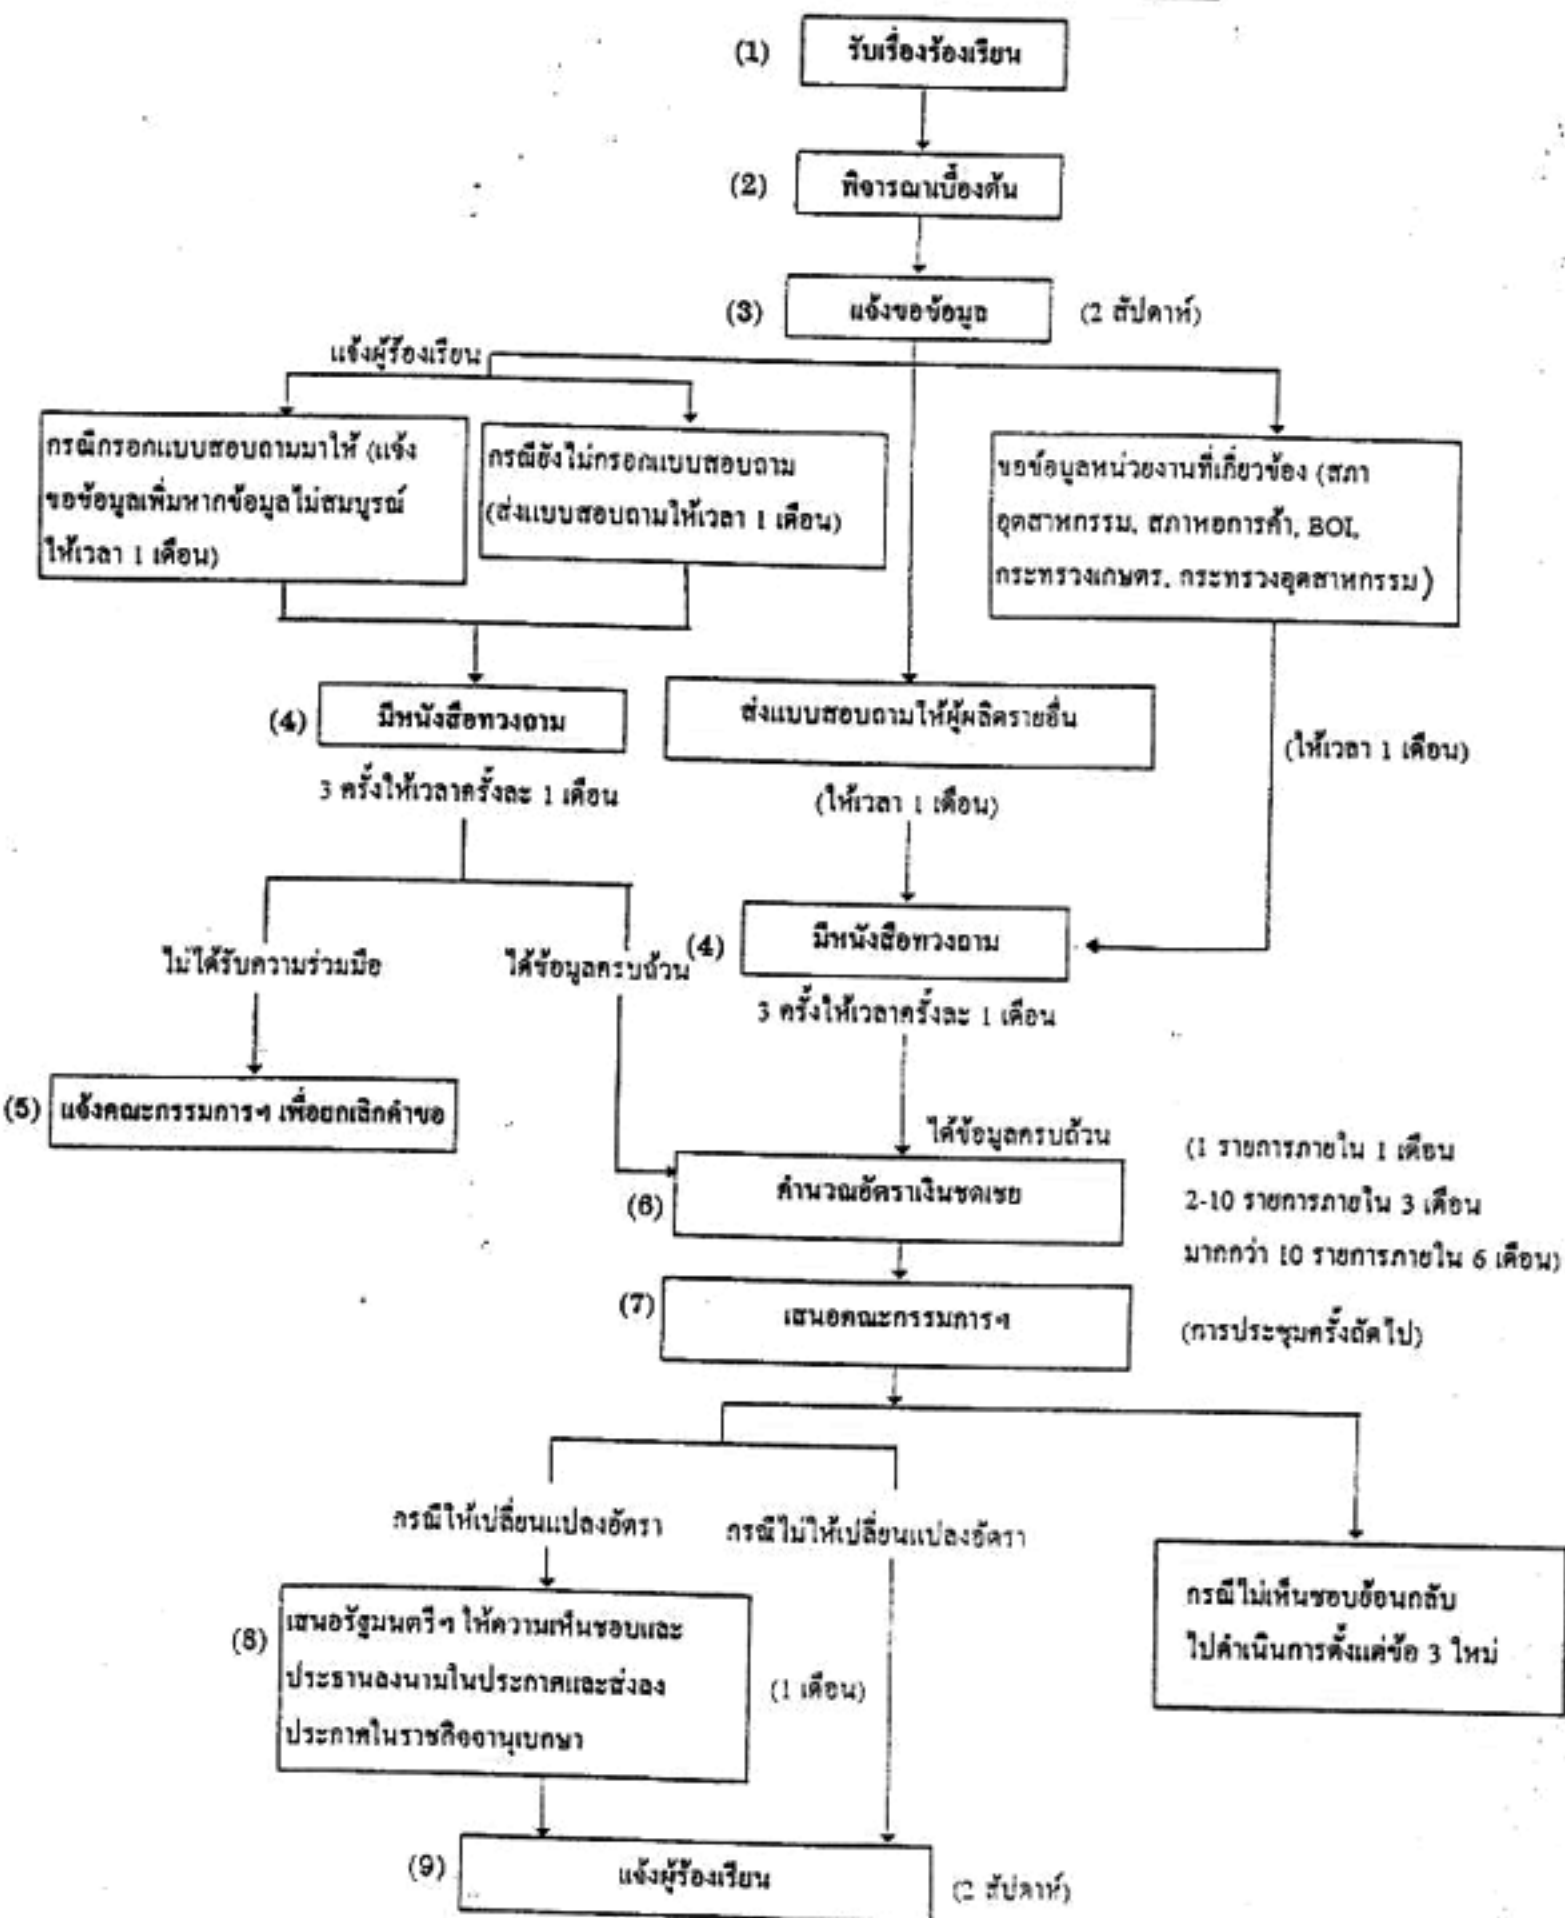 (1) รับเรื่องร้องเรียน
(2) พิจารณาเบื้องต้น
(3) แจ้งขอข้อมูล (2 สัปดาห์)
แจ้งผู้ร้องเรียน
กรณีกรอกแบบสอบถามมาให้ (แจ้ง
ขอข้อมูลเพิ่มหากข้อมูลไม่สมบูรณ์
ให้เวลา 1 เดือน)
กรณียังไม่กรอกแบบสอบถาม
(ส่งแบบสอบถามให้เวลา 1 เดือน)
ขอข้อมูลหน่วยงานที่เกี่ยวข้อง (สภา
อุตสาหกรรม, สภาหอการค้า, BOI,
กระทรวงเกษตร, กระทรวงอุตสาหกรรม)
(4) มีหนังสือทวงถาม
3 ครั้งให้เวลาครั้งละ 1 เดือน
ส่งแบบสอบถามให้ผู้ผลิตรายอื่น
(ให้เวลา 1 เดือน)
(ให้เวลา 1 เดือน)
ไม่ได้รับความร่วมมือ
ได้ข้อมูลครบถ้วน
(4) มีหนังสือทวงถาม
3 ครั้งให้เวลาครั้งละ 1 เดือน
(5) แจ้งคณะกรรมการฯ เพื่อยกเลิกคำขอ
ได้ข้อมูลครบถ้วน
(6) คำนวณอัตราเงินชดเชย
(1 รายการภายใน 1 เดือน
2-10 รายการภายใน 3 เดือน
มากกว่า 10 รายการภายใน 6 เดือน)
(7) เสนอคณะกรรมการฯ
(การประชุมครั้งถัดไป)
กรณีให้เปลี่ยนแปลงอัตรา
กรณีไม่ให้เปลี่ยนแปลงอัตรา
กรณีไม่เห็นชอบย้อนกลับ
ไปดำเนินการตั้งแต่ข้อ 3 ใหม่
(8) เสนอรัฐมนตรีฯ ให้ความเห็นชอบและ
ประธานลงนามในประกาศและส่งลง
ประกาศในราชกิจจานุเบกษา
(1 เดือน)
(9) แจ้งผู้ร้องเรียน
(2 สัปดาห์)